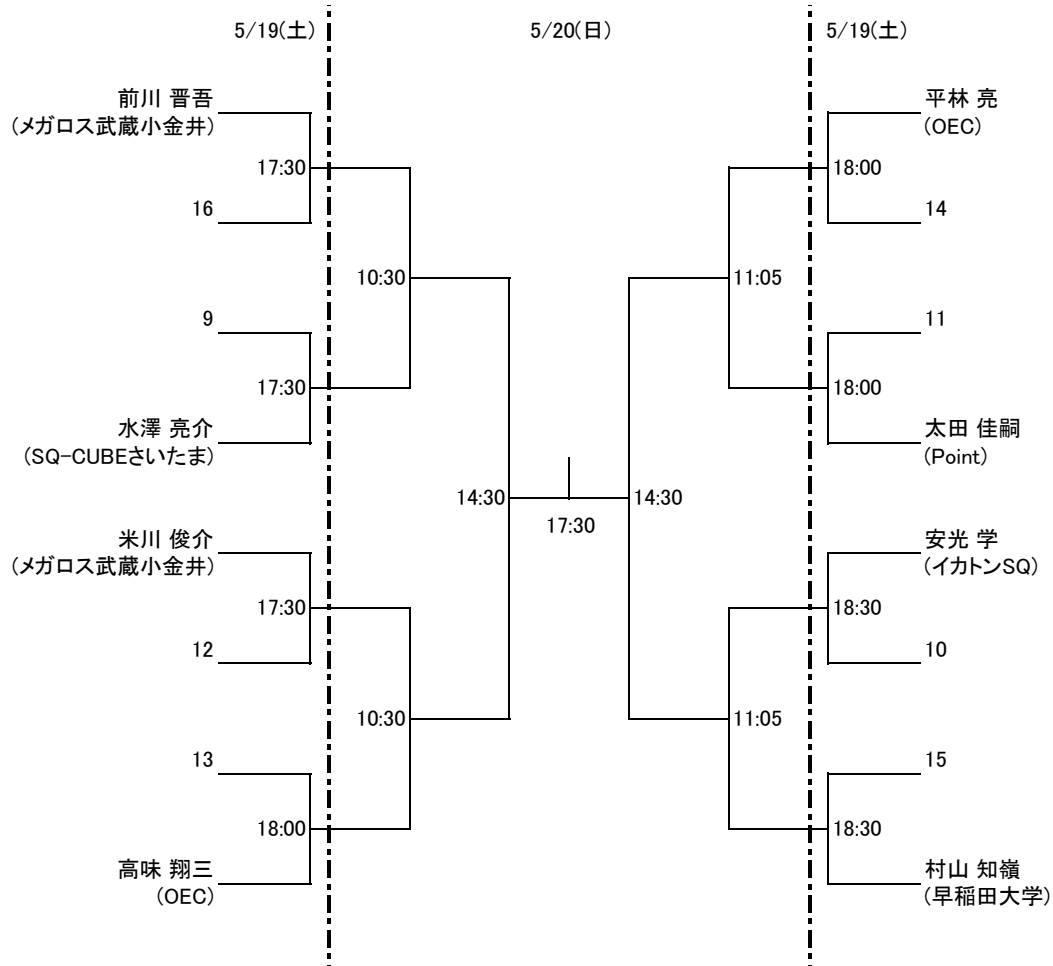 5/19(土)
5/20(日)
5/19(土)
前川 晋吾
(メガロス武蔵小金井)
17:30
16
10:30
9
17:30
水澤 亮介
(SQ-CUBEさいたま)
14:30
米川 俊介
(メガロス武蔵小金井)
17:30
12
10:30
13
18:00
高味 翔三
(OEC)
17:30
平林 亮
(OEC)
18:00
14
11:05
11
18:00
太田 佳嗣
(Point)
14:30
安光 学
(イカトンSQ)
18:30
10
11:05
15
18:30
村山 知嶺
(早稲田大学)